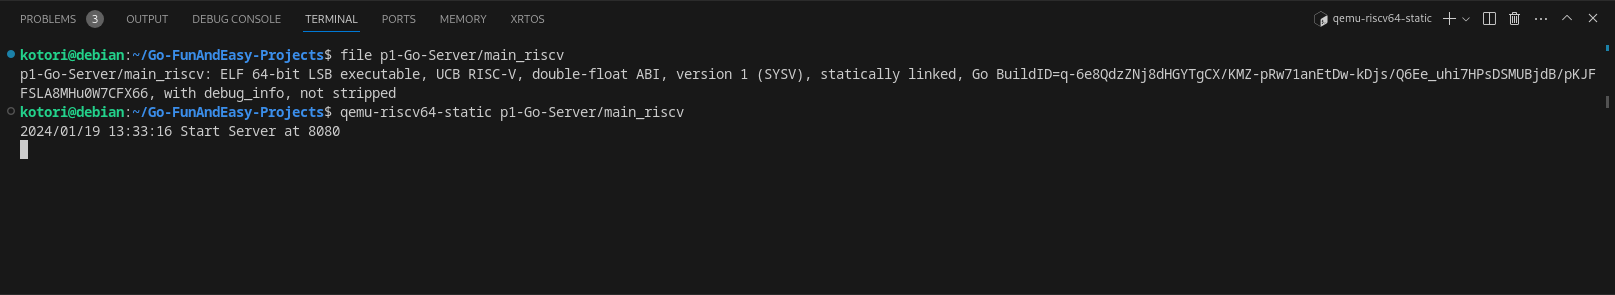 PROBLEMS 3 OUTPUT DEBUG CONSOLE TERMINAL PORTS MEMORY XRTOS qemu-riscv64-static
kotori@debian:~/Go-FunAndEasy-Projects$ file p1-Go-Server/main_riscv
p1-Go-Server/main_riscv: ELF 64-bit LSB executable, UCB RISC-V, double-float ABI, version 1 (SYSV), statically linked, Go BuildID=q-6e8QdzZNj8dHGYTgCX/KMZ-pRw71anEtDw-kDjs/Q6Ee_uhi7HPsDSMUBjdB/pKJF
FSLA8MHu0W7CFX66, with debug_info, not stripped
kotori@debian:~/Go-FunAndEasy-Projects$ qemu-riscv64-static p1-Go-Server/main_riscv
2024/01/19 13:33:16 Start Server at 8080